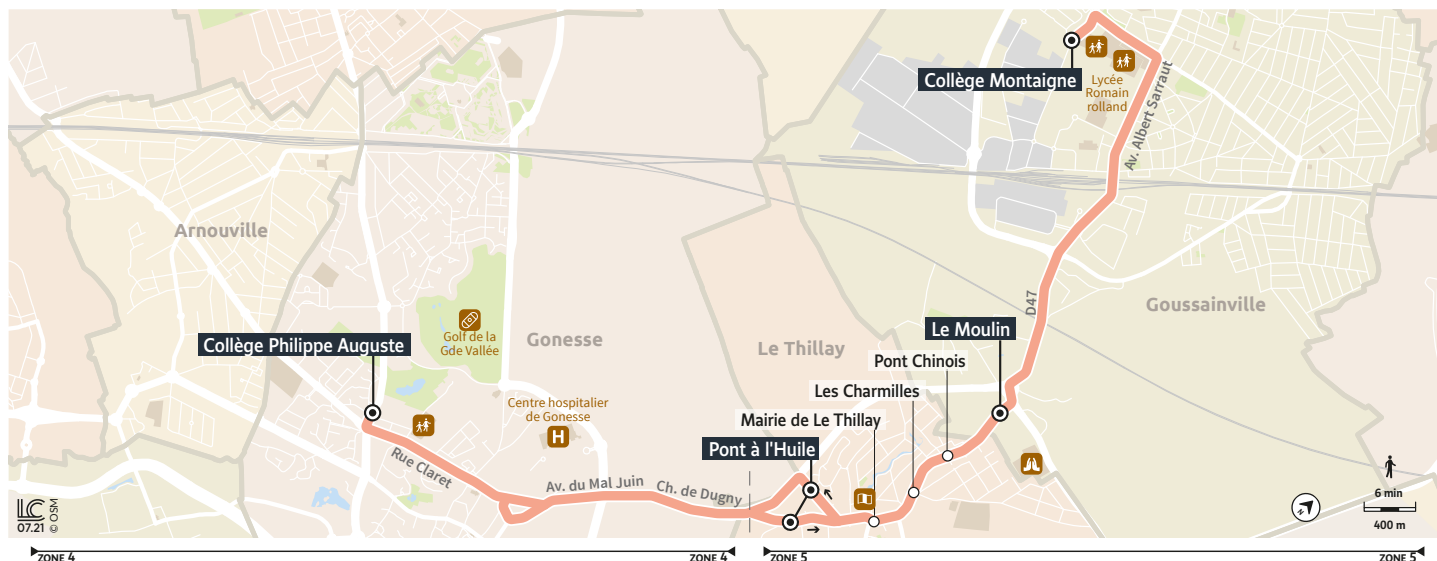 Collège Montaigne
Lycée
Romain
rolland
Av. Albert Sarraut
Arnouville
Goussainville
D47
Collège Philippe Auguste
Golf de la
Gde Vallée
Gonesse
Le Thillay
Le Moulin
Pont Chinois
Les Charmilles
Mairie de Le Thillay
Centre hospitalier
de Gonesse
H
Pont à l'Huile
Rue Claret
Av. du Mal Juin
Ch. de Dugny
LC
07.21 © OSM
N
6 min
400 m
ZONE 4
ZONE 4
ZONE 5
ZONE 5